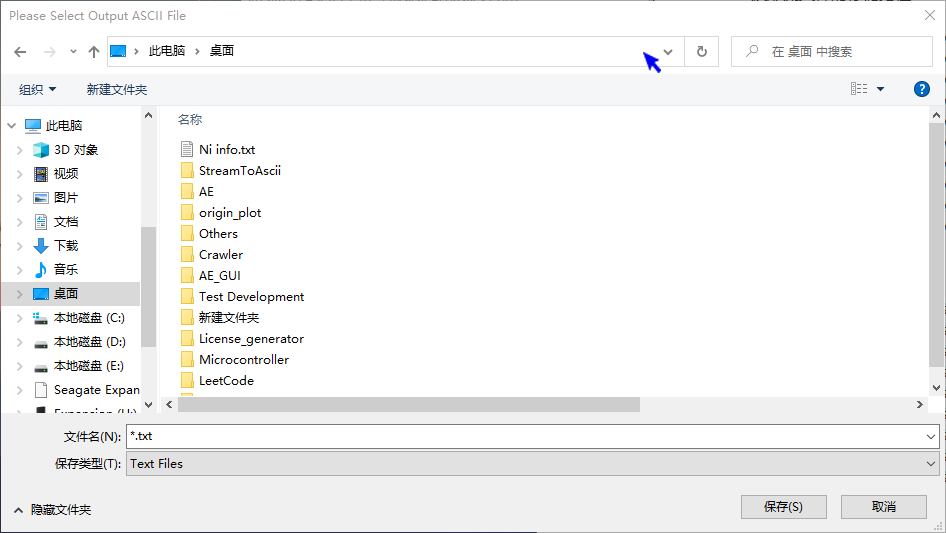 Please Select Output ASCII File
此电脑 桌面
在 桌面 中搜索
组织 新建文件夹
此电脑
3D 对象
视频
图片
文档
下载
音乐
桌面
本地磁盘 (C:)
本地磁盘 (D:)
本地磁盘 (E:)
Seagate Expan
Expansion (H:)
名称
Ni info.txt
StreamToAscii
AE
origin_plot
Others
Crawler
AE_GUI
Test Development
新建文件夹
License_generator
Microcontroller
LeetCode
文件名(N): *.txt
保存类型(T): Text Files
隐藏文件夹
保存(S) 取消